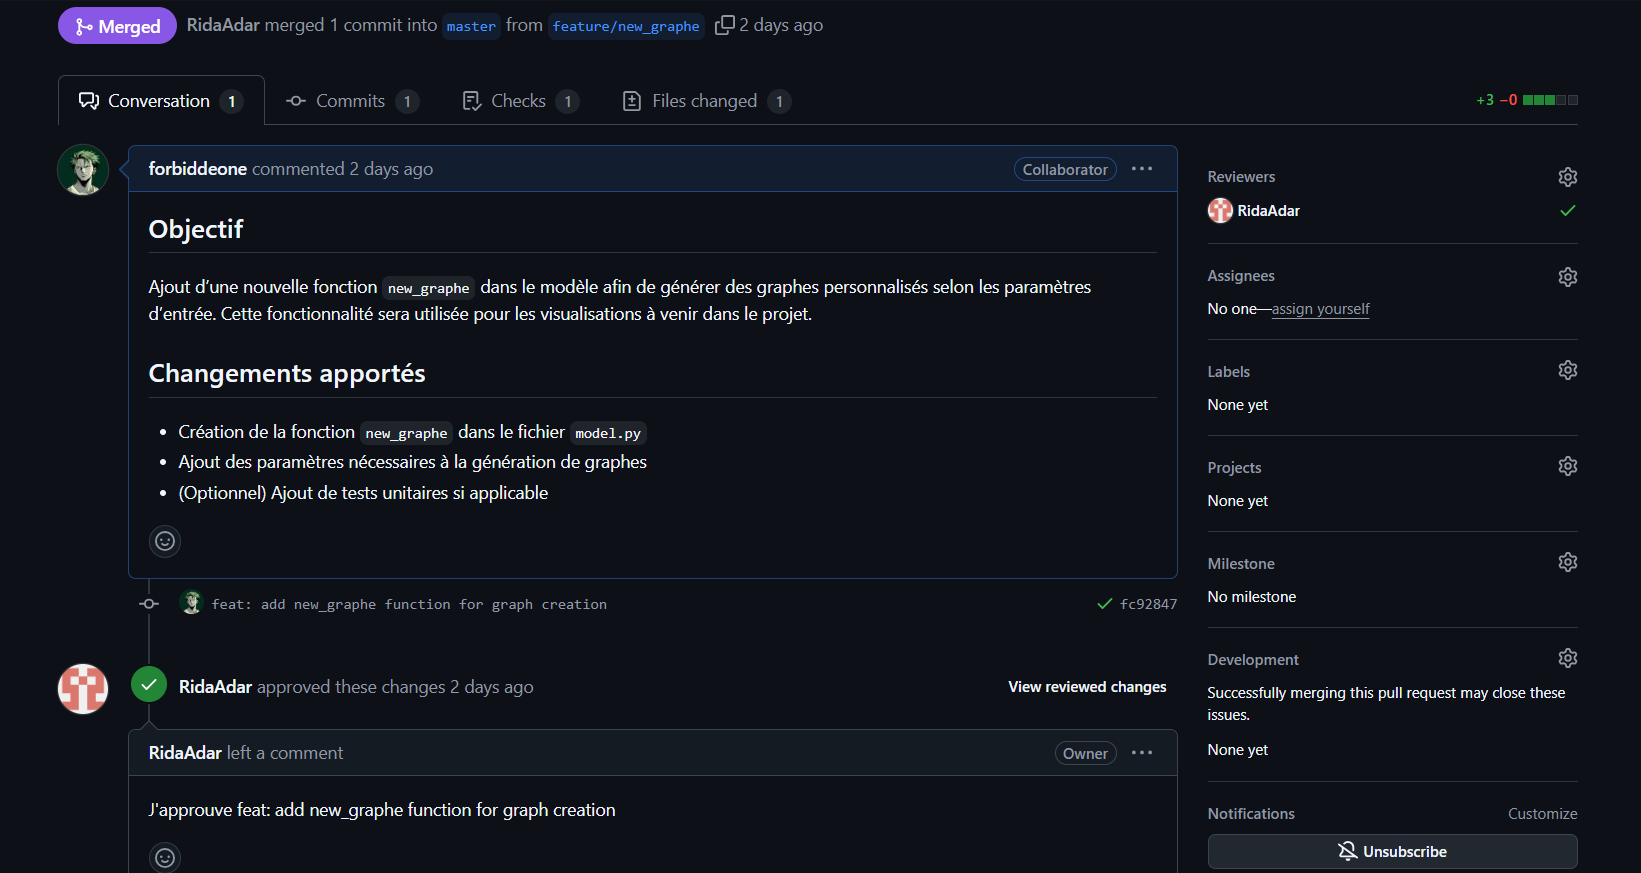 Merged RidaAdar merged 1 commit into master from feature/new_graphe 2 days ago
Conversation 1 Commits 1 Checks 1 Files changed 1 +3 −0
forbiddeone commented 2 days ago Collaborator
Objectif
Ajout d’une nouvelle fonction new_graphe dans le modèle afin de générer des graphes personnalisés selon les paramètres
d’entrée. Cette fonctionnalité sera utilisée pour les visualisations à venir dans le projet.
Changements apportés
• Création de la fonction new_graphe dans le fichier model.py
• Ajout des paramètres nécessaires à la génération de graphes
• (Optionnel) Ajout de tests unitaires si applicable
feat: add new_graphe function for graph creation fc92847
RidaAdar approved these changes 2 days ago View reviewed changes
RidaAdar left a comment Owner
J'approuve feat: add new_graphe function for graph creation
Reviewers
RidaAdar
Assignees
No one—assign yourself
Labels
None yet
Projects
None yet
Milestone
No milestone
Development
Successfully merging this pull request may close these
issues.
None yet
Notifications Customize
Unsubscribe